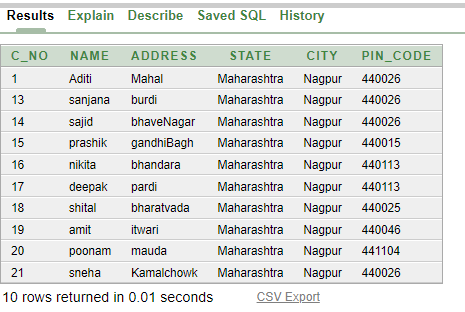 Results Explain Describe Saved SQL History
C_NO NAME ADDRESS STATE CITY PIN_CODE
1 Aditi Mahal Maharashtra Nagpur 440026
13 sanjana burdi Maharashtra Nagpur 440026
14 sajid bhaveNagar Maharashtra Nagpur 440026
15 prashik gandhiBagh Maharashtra Nagpur 440015
16 nikita bhandara Maharashtra Nagpur 440113
17 deepak pardi Maharashtra Nagpur 440113
18 shital bharatvada Maharashtra Nagpur 440025
19 amit itwari Maharashtra Nagpur 440046
20 poonam mauda Maharashtra Nagpur 441104
21 sneha Kamalchowk Maharashtra Nagpur 440026
10 rows returned in 0.01 seconds CSV Export